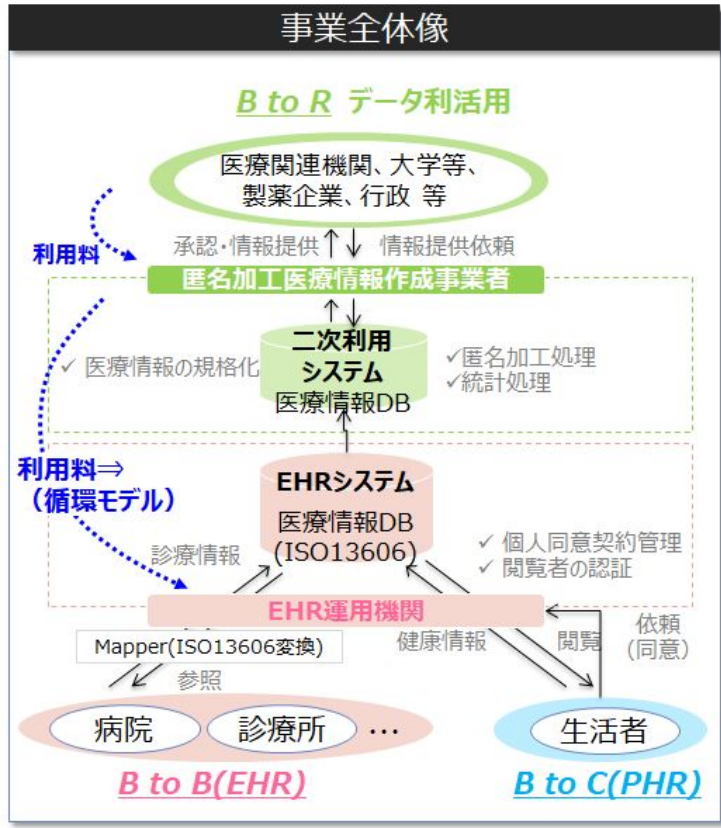 事業全体像
B to R データ利活用
医療関連機関、大学等、
製薬企業、行政 等
利用料
承認・情報提供
情報提供依頼
匿名加工医療情報作成事業者
✓ 医療情報の規格化
二次利用
システム
医療情報DB
✓匿名加工処理
✓統計処理
利用料⇒
（循環モデル）
EHRシステム
医療情報DB
(ISO13606)
診療情報
✓ 個人同意契約管理
✓ 閲覧者の認証
EHR運用機関
Mapper(ISO13606変換)
参照
健康情報
閲覧
依頼
(同意)
病院
診療所
…
生活者
B to B(EHR)
B to C(PHR)